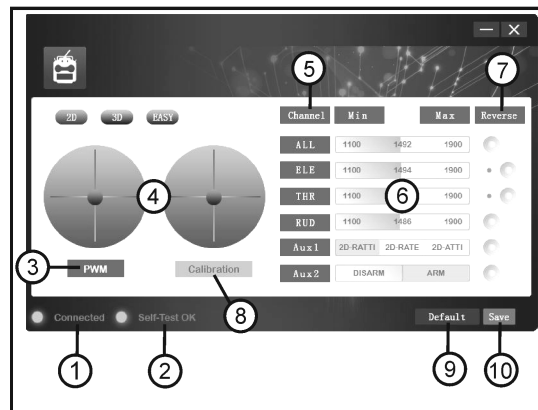 5 7
2D 3D EASY Channel Min Max Reverse
ALL 1100 1492 1900
ELE 1100 1494 1900
4 6
THR 1100 1900
RUD 1100 1486 1900
3 PWM Calibration Aux1 2D-RATTI 2D-RATE 2D-ATTI
8 Aux2 DISARM ARM
Connected Self-Test OK Default Save
1 2 9 10